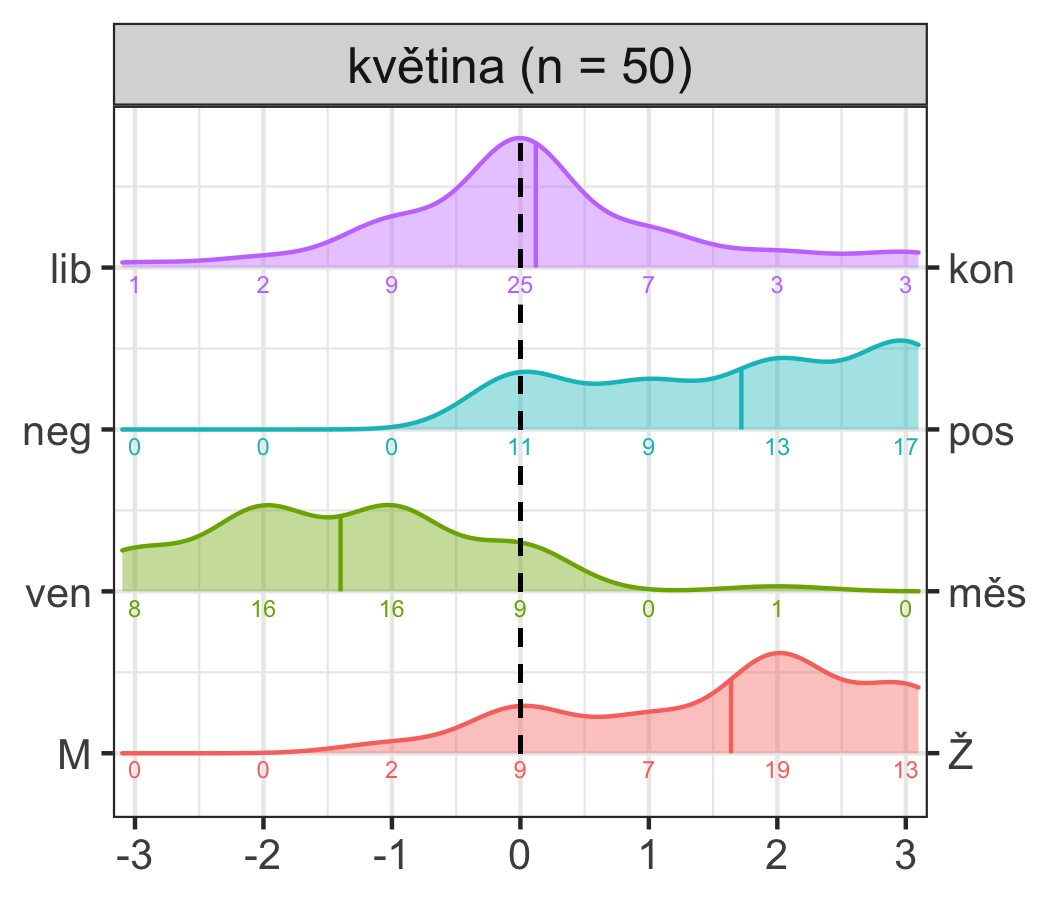 květina (n = 50)
lib kon
1 2 9 25 7 3 3
neg pos
0 0 0 11 9 13 17
ven měs
8 16 16 9 0 1 0
M Ž
0 0 2 9 7 19 13
-3 -2 -1 0 1 2 3